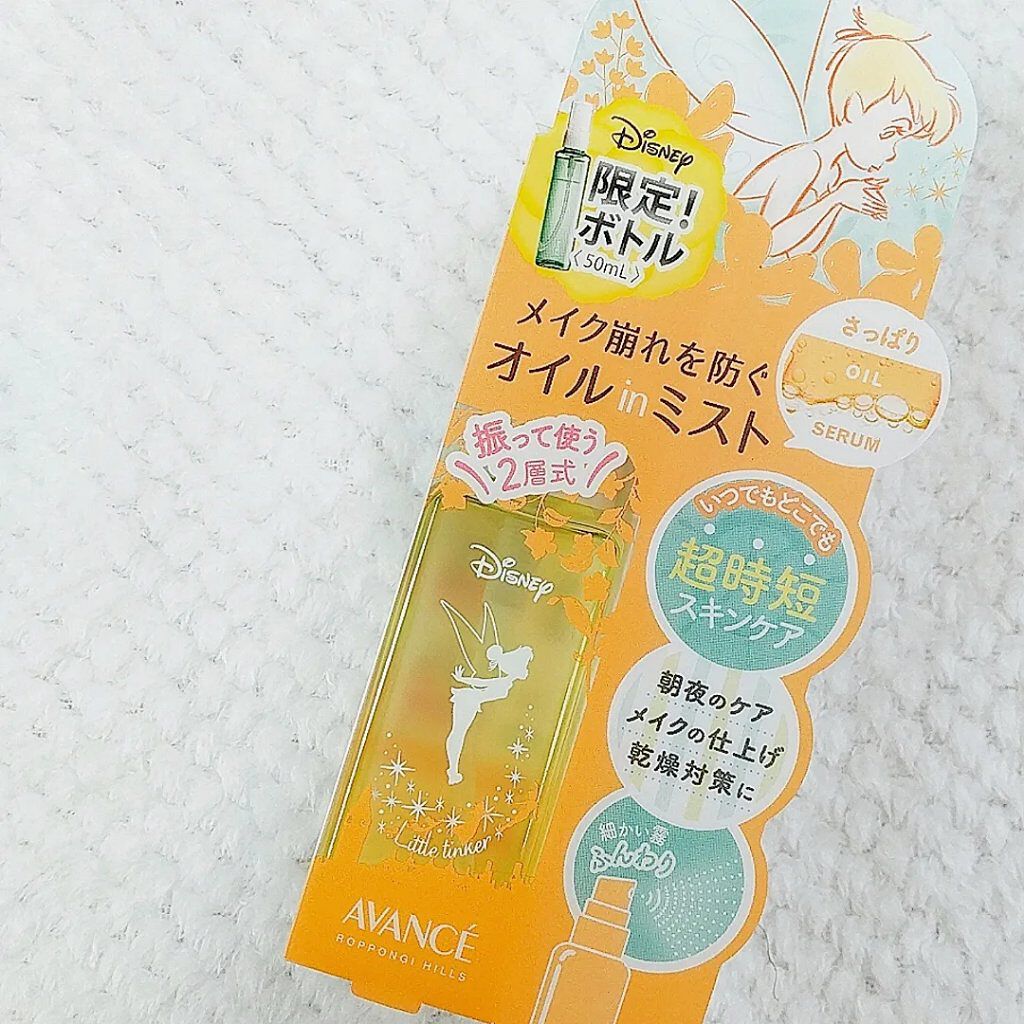 Disney
限定!
ボトル
〈50mL〉
メイク崩れを防ぐ
オイル in ミスト
さっぱり
OIL
SERUM
振って使う
2層式
いつでもどこでも
超時短
スキンケア
Disney
朝夜のケア
メイクの仕上げ
乾燥対策に
Little tinker
細かい霧
ふんわり
AVANCÉ
ROPPONGI HILLS